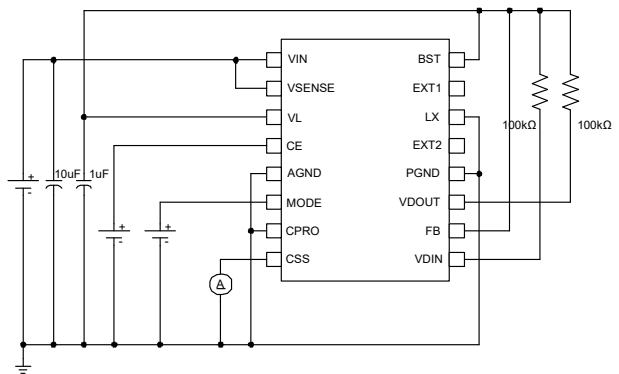 VIN
VSENSE
VL
CE
AGND
MODE
CPRO
CSS
BST
EXT1
LX
EXT2
PGND
VDOUT
FB
VDIN
+
-
10uF
1uF
+
-
+
-
A
100kΩ
100kΩ